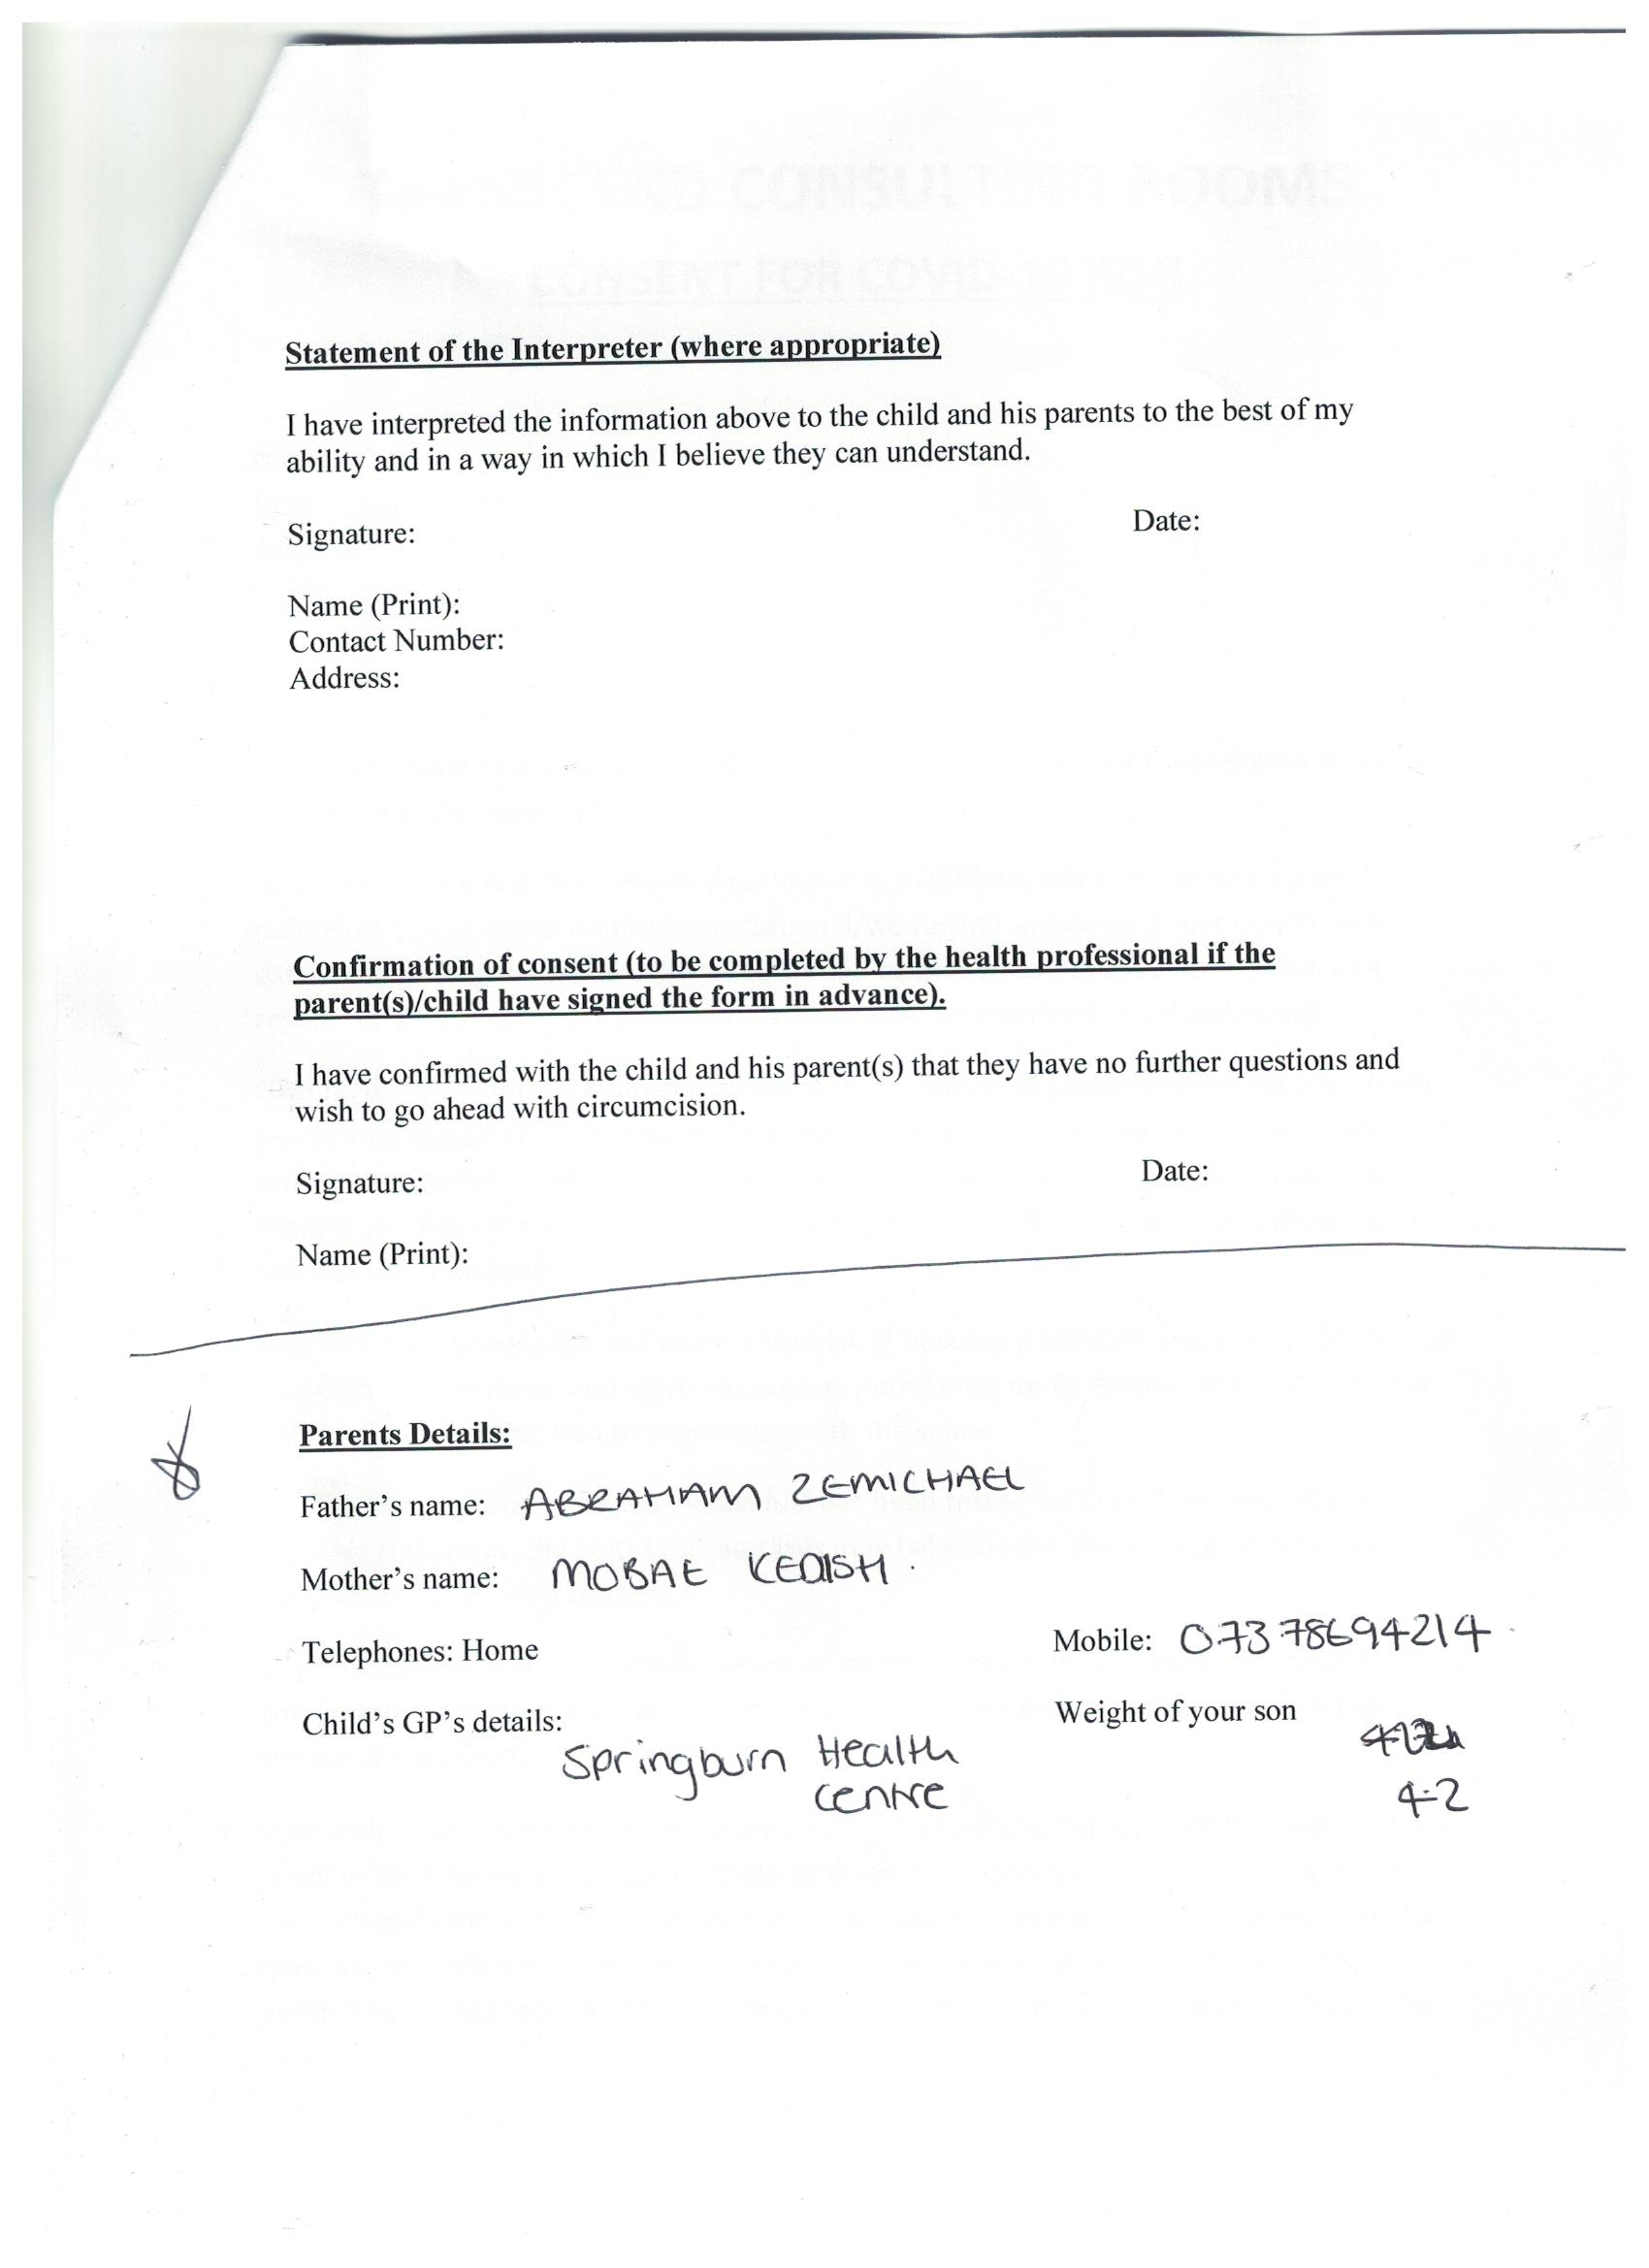 Statement of the Interpreter (where appropriate)
I have interpreted the information above to the child and his parents to the best of my
ability and in a way in which I believe they can understand.
Signature: Date:
Name (Print):
Contact Number:
Address:
Confirmation of consent (to be completed by the health professional if the
parent(s)/child have signed the form in advance).
I have confirmed with the child and his parent(s) that they have no further questions and
wish to go ahead with circumcision.
Signature: Date:
Name (Print):
Parents Details:
Father's name: ABRAHAM ZEMICHAEL
Mother's name: MOBAE KEDISH.
Telephones: Home Mobile: 07378694214
Child's GP's details: Weight of your son
Springburn Health
Centre
4.2